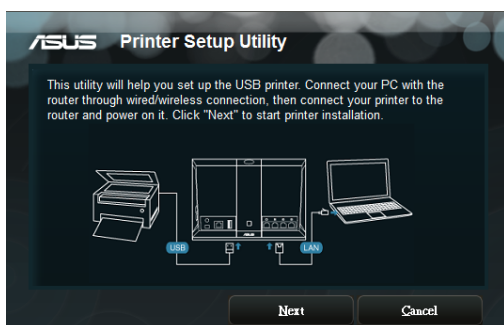 ASUS Printer Setup Utility
This utility will help you set up the USB printer. Connect your PC with the
router through wired/wireless connection, then connect your printer to the
router and power on it. Click "Next" to start printer installation.
USB
LAN
Next Cancel